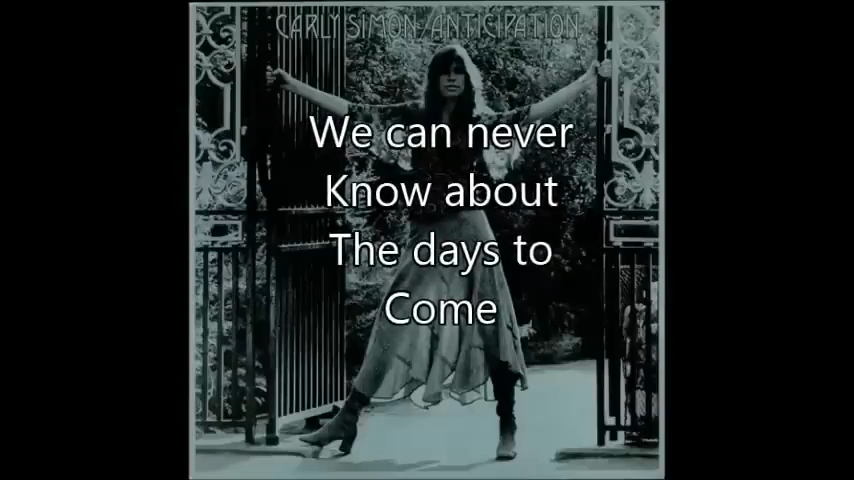 CARLY SIMON/ANTICIPATION
We can never
Know about
The days to
Come